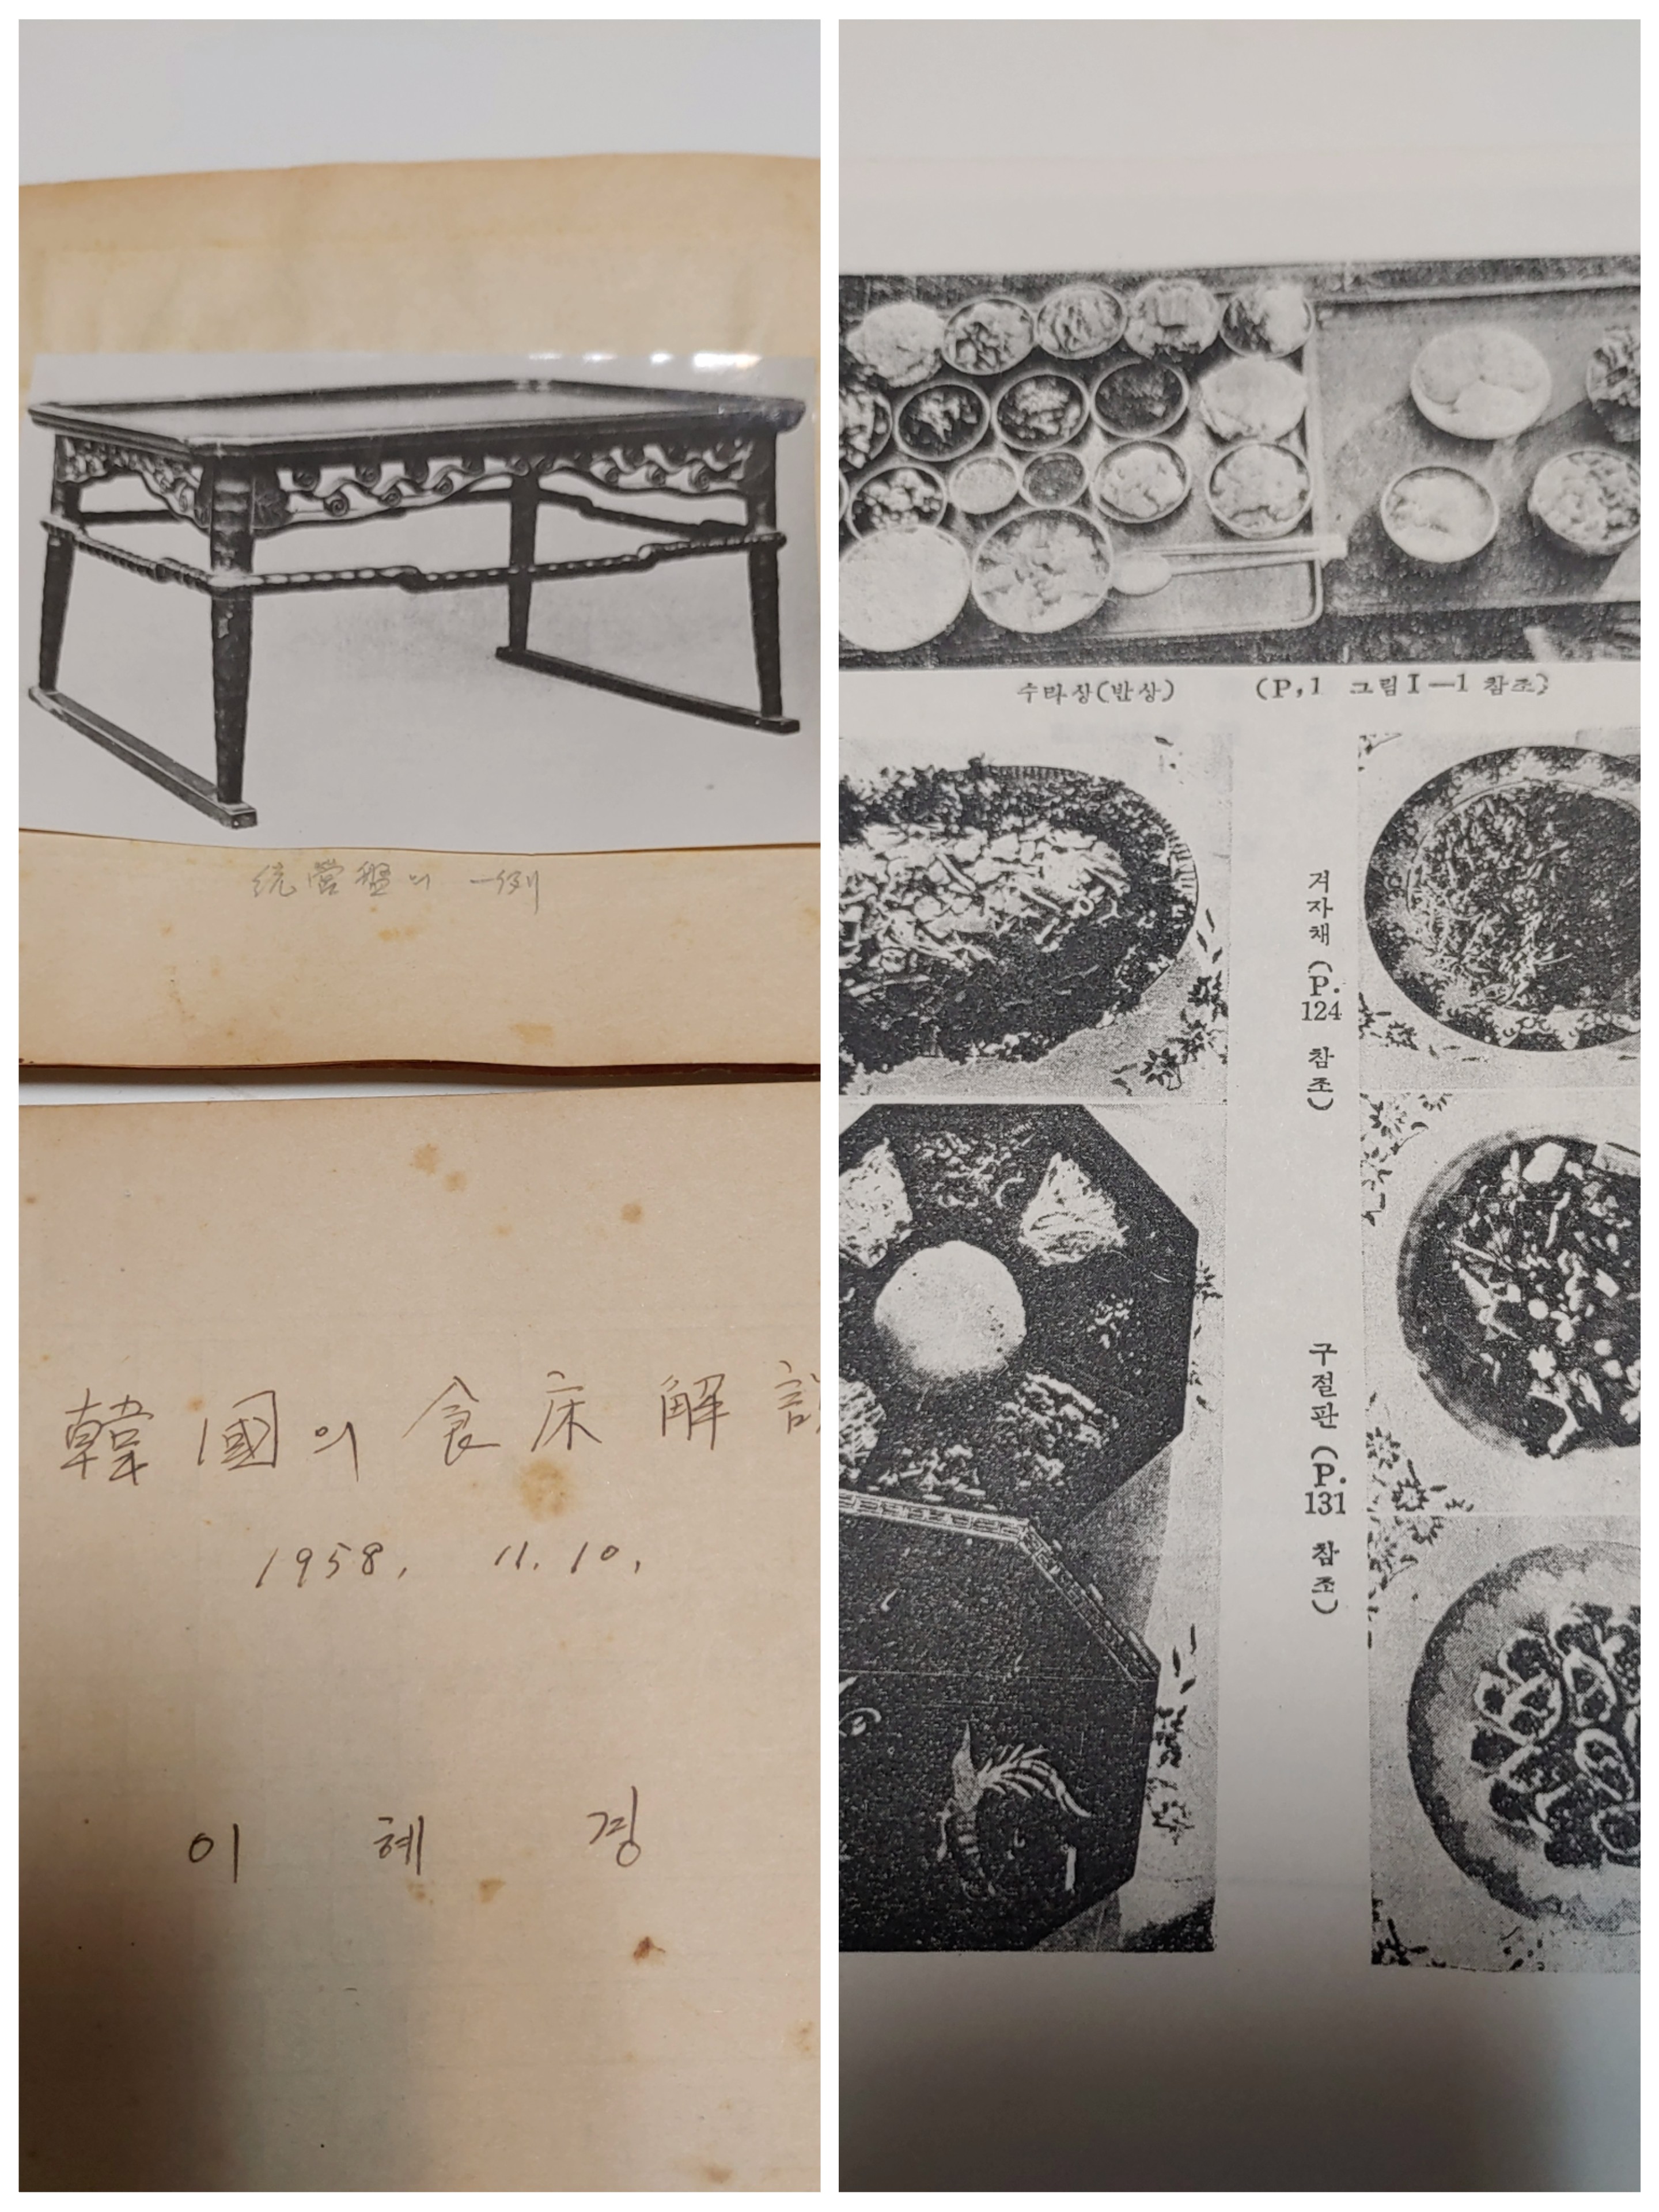 統營盤의 一例
韓國의 食床解說
1958. 11. 10.
이혜경
수라상(반상) (P.1 그림 I—1 참조)
겨자채 (P. 124 참조)
구절판 (P. 131 참조)